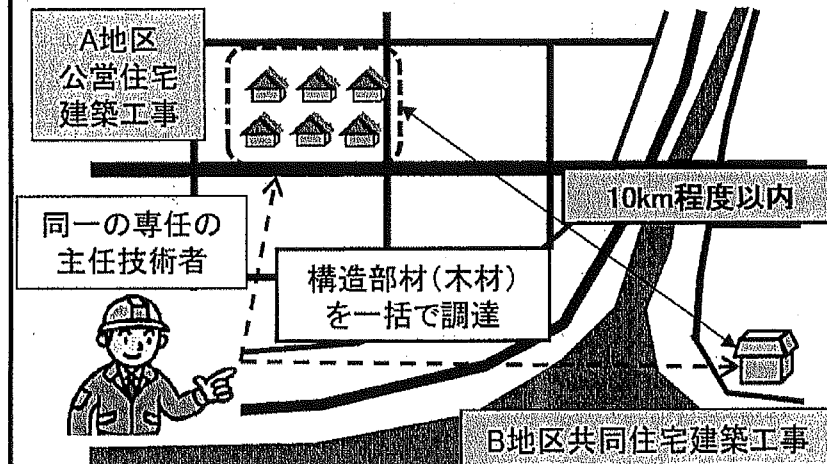 A地区
公営住宅
建築工事
10km程度以内
同一の専任の
主任技術者
構造部材(木材)
を一括で調達
B地区共同住宅建築工事